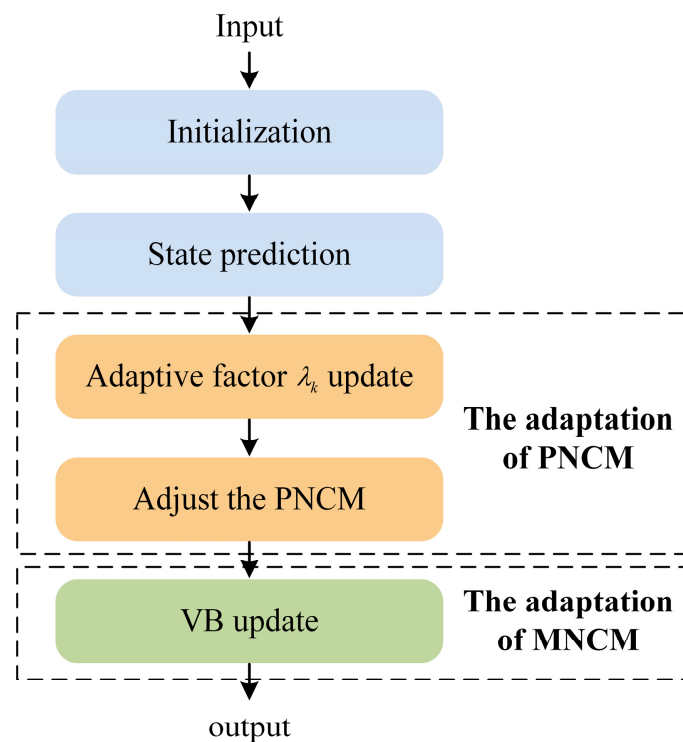 Input
Initialization
State prediction
Adaptive factor λₖ update
The adaptation
of PNCM
Adjust the PNCM
VB update
The adaptation
of MNCM
output